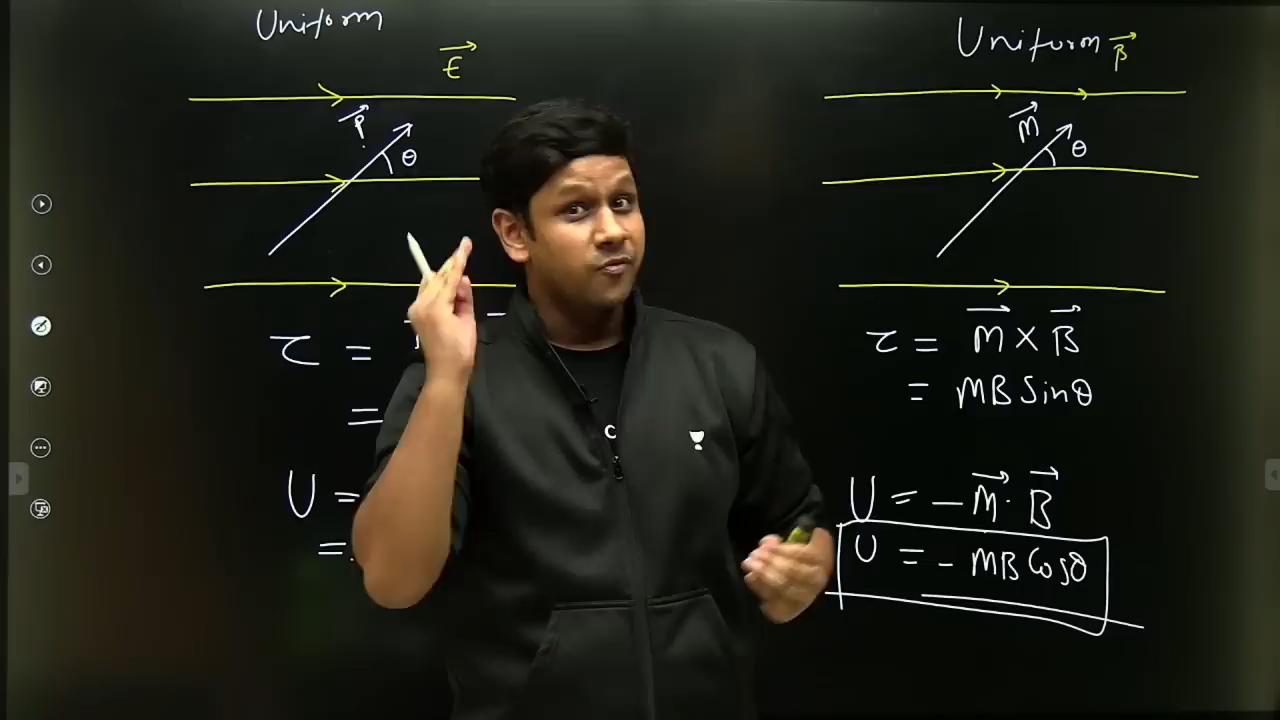 Uniform
E
P
θ
τ =
=
U =
=
Uniform B
M
θ
τ = M × B
= MB Sinθ
U = - M · B
U = - MB Cosθ